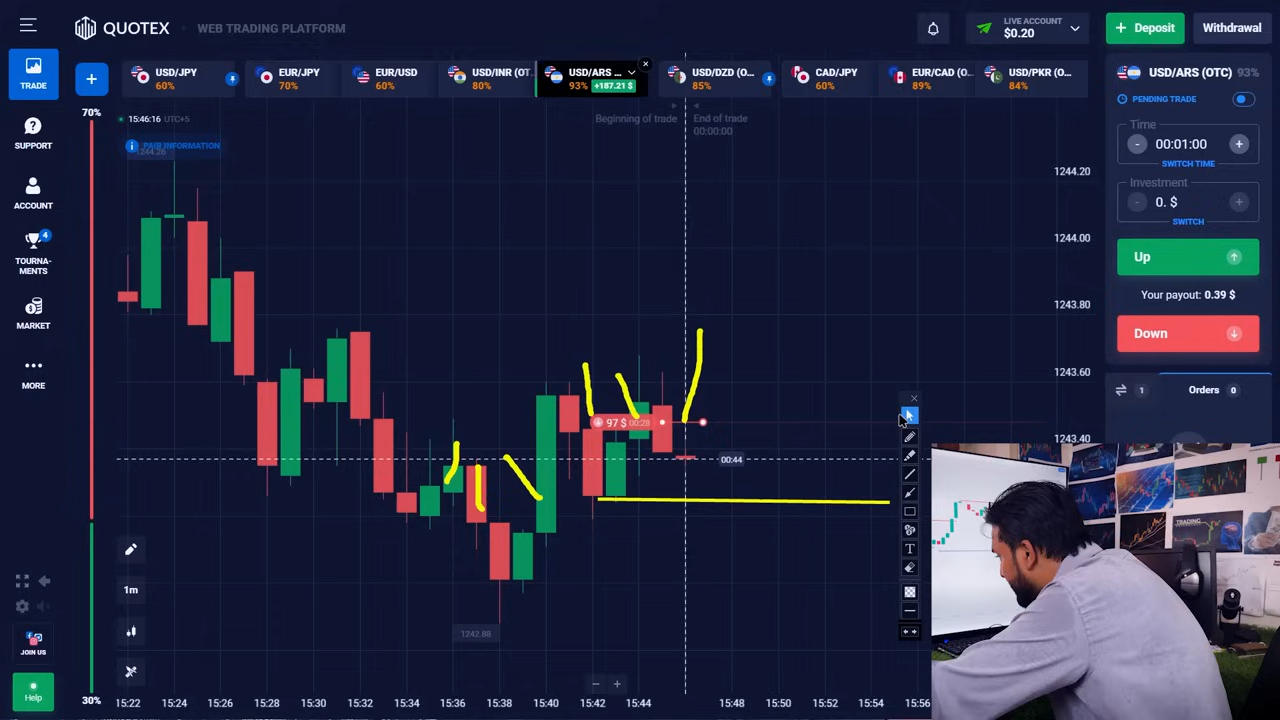 QUOTEX
WEB TRADING PLATFORM
LIVE ACCOUNT
$0.20
+ Deposit
Withdrawal
TRADE
+
USD/JPY
60%
EUR/JPY
70%
EUR/USD
60%
USD/INR (OT...
80%
USD/ARS ...
93% +187.21 $
USD/DZD (O...
85%
CAD/JPY
60%
EUR/CAD (O...
89%
USD/PKR (O...
84%
USD/ARS (OTC) 93%
PENDING TRADE
Time
- 00:01:00 +
SWITCH TIME
Investment
- 0. $ +
SWITCH
Up
Your payout: 0.39 $
Down
1 Orders 0
70%
15:46:16 UTC+5
PAIR INFORMATION
1244.26
Beginning of trade
End of trade
00:00:00
1244.20
1244.00
1243.80
1243.60
1243.40
97 $ 00:28
00:44
1242.88
SUPPORT
ACCOUNT
4
TOURNA-
MENTS
MARKET
MORE
JOIN US
Help
1m
T
30%
15:22 15:24 15:26 15:28 15:30 15:32 15:34 15:36 15:38 15:40 15:42 15:44 15:48 15:50 15:52 15:54 15:56
TRADING